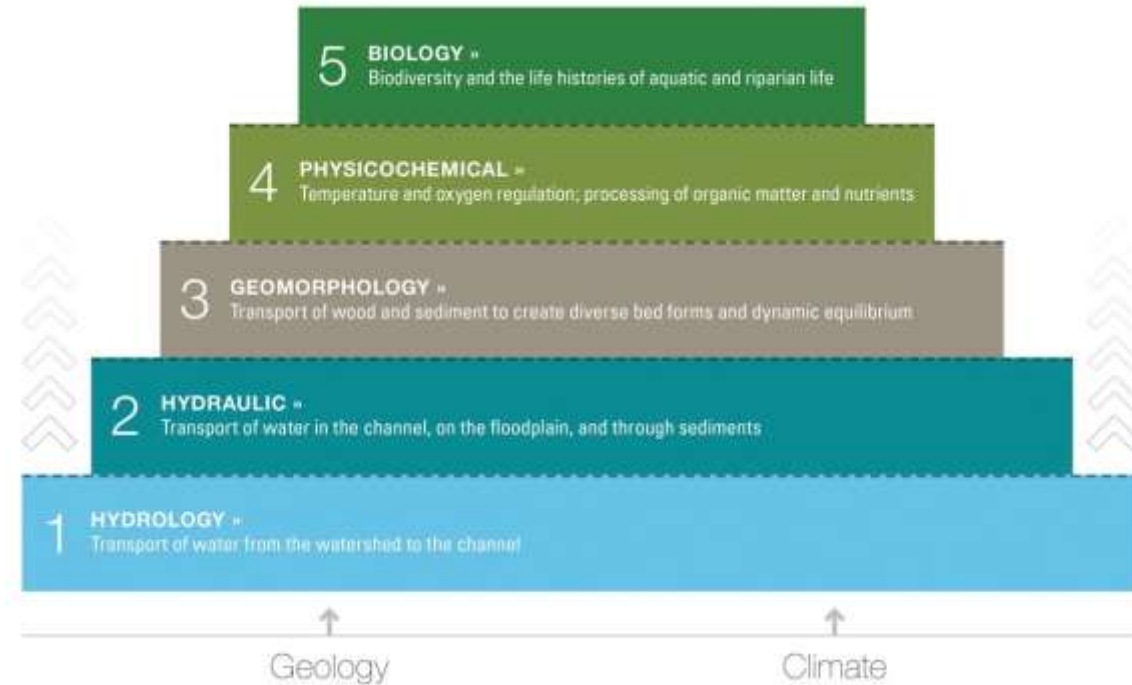 5 BIOLOGY »
Biodiversity and the life histories of aquatic and riparian life
4 PHYSICOCHEMICAL »
Temperature and oxygen regulation; processing of organic matter and nutrients
3 GEOMORPHOLOGY »
Transport of wood and sediment to create diverse bed forms and dynamic equilibrium
2 HYDRAULIC »
Transport of water in the channel, on the floodplain, and through sediments
1 HYDROLOGY »
Transport of water from the watershed to the channel
Geology Climate